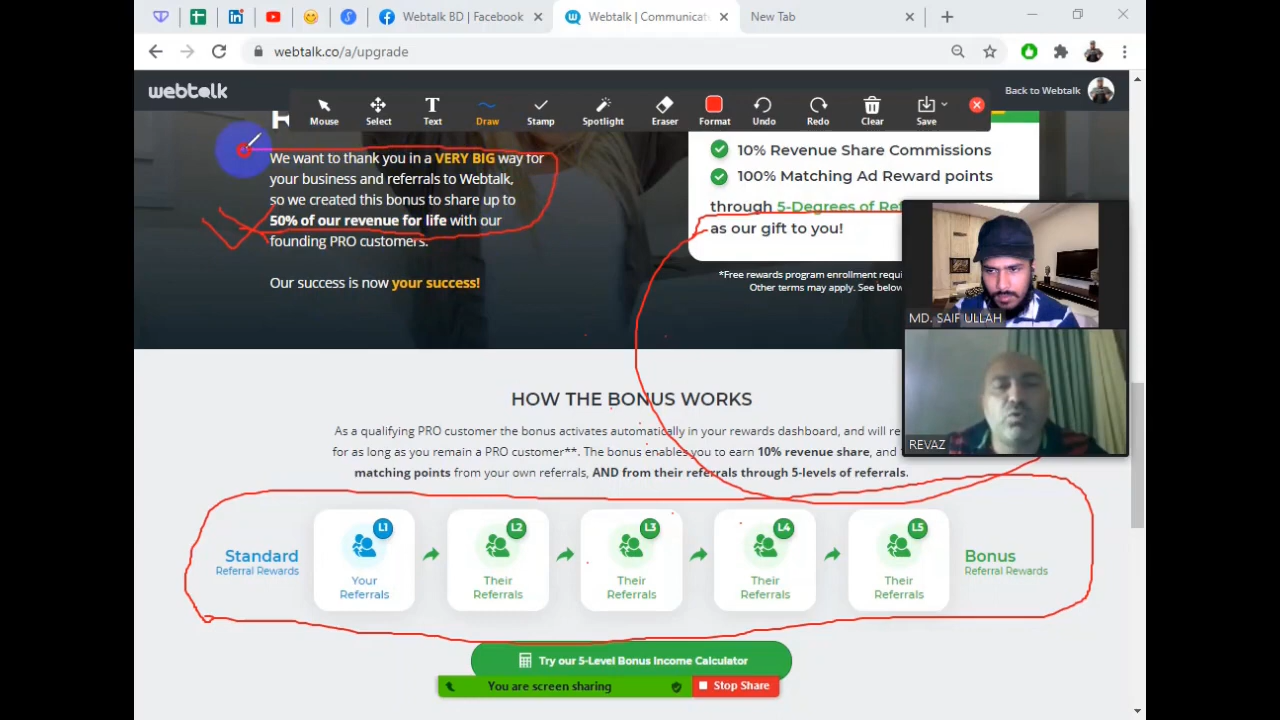 Webtalk BD | Facebook
Webtalk | Communicat
New Tab
webtalk.co/a/upgrade
webtalk
Back to Webtalk
Mouse
Select
Text
Draw
Stamp
Spotlight
Eraser
Format
Undo
Redo
Clear
Save
We want to thank you in a VERY BIG way for
your business and referrals to Webtalk,
so we created this bonus to share up to
50% of our revenue for life with our
founding PRO customers.
Our success is now your success!
10% Revenue Share Commissions
100% Matching Ad Reward points
through 5-Degrees of Ref
as our gift to you!
*Free rewards program enrollment requi
Other terms may apply. See below
MD. SAIF ULLAH
REVAZ
HOW THE BONUS WORKS
As a qualifying PRO customer the bonus activates automatically in your rewards dashboard, and will re
for as long as you remain a PRO customer**. The bonus enables you to earn 10% revenue share, and
matching points from your own referrals, AND from their referrals through 5-levels of referrals.
Standard
Referral Rewards
L1
Your
Referrals
L2
Their
Referrals
L3
Their
Referrals
L4
Their
Referrals
L5
Their
Referrals
Bonus
Referral Rewards
Try our 5-Level Bonus Income Calculator
You are screen sharing
Stop Share